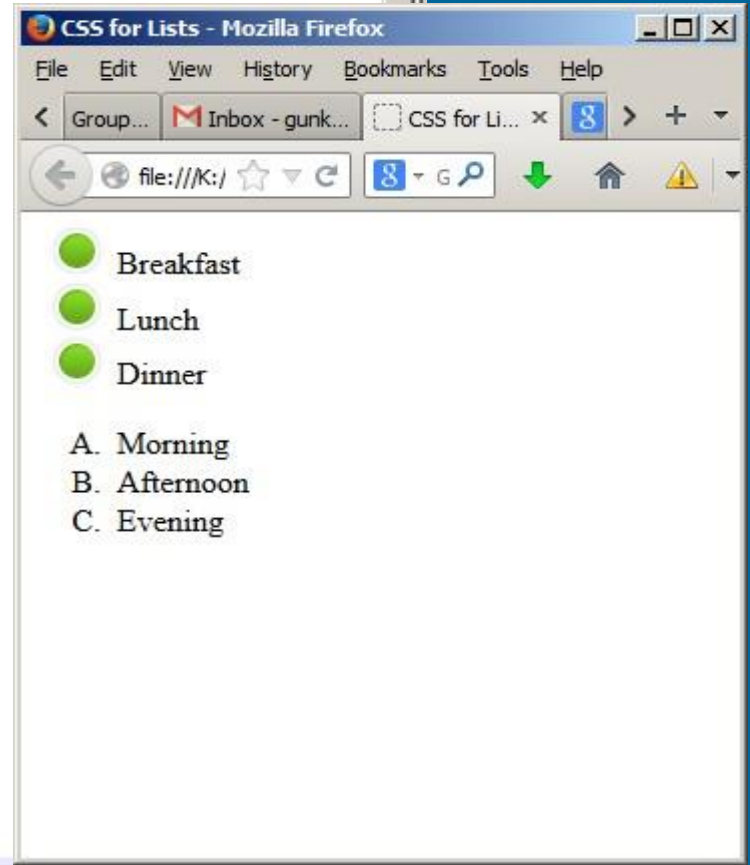 CSS for Lists - Mozilla Firefox
File Edit View History Bookmarks Tools Help
Group... Inbox - gunk... CSS for Li... ×
file:///K:/ 8 G
Breakfast
Lunch
Dinner
A. Morning
B. Afternoon
C. Evening